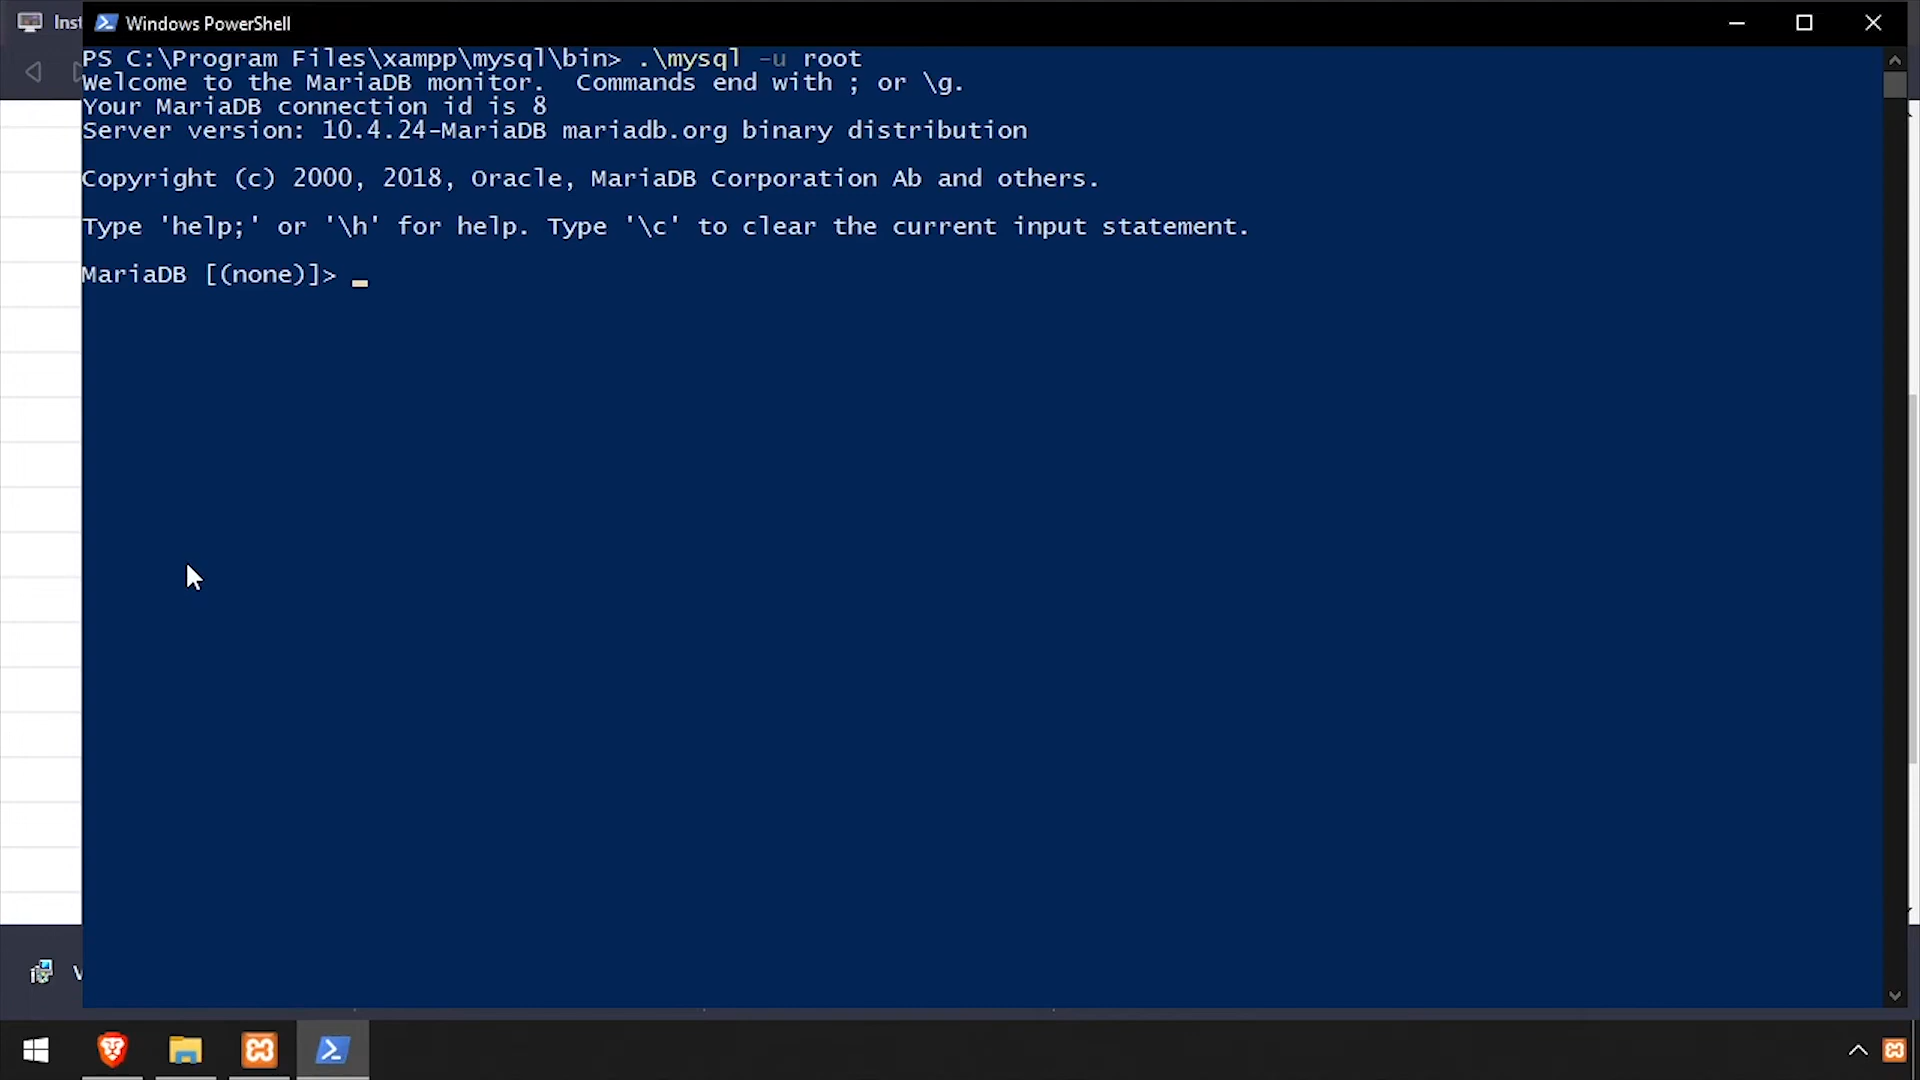 Inst
Windows PowerShell
PS C:\Program Files\xampp\mysql\bin> .\mysql -u root
Welcome to the MariaDB monitor.  Commands end with ; or \g.
Your MariaDB connection id is 8
Server version: 10.4.24-MariaDB mariadb.org binary distribution
Copyright (c) 2000, 2018, Oracle, MariaDB Corporation Ab and others.
Type 'help;' or '\h' for help. Type '\c' to clear the current input statement.
MariaDB [(none)]> _